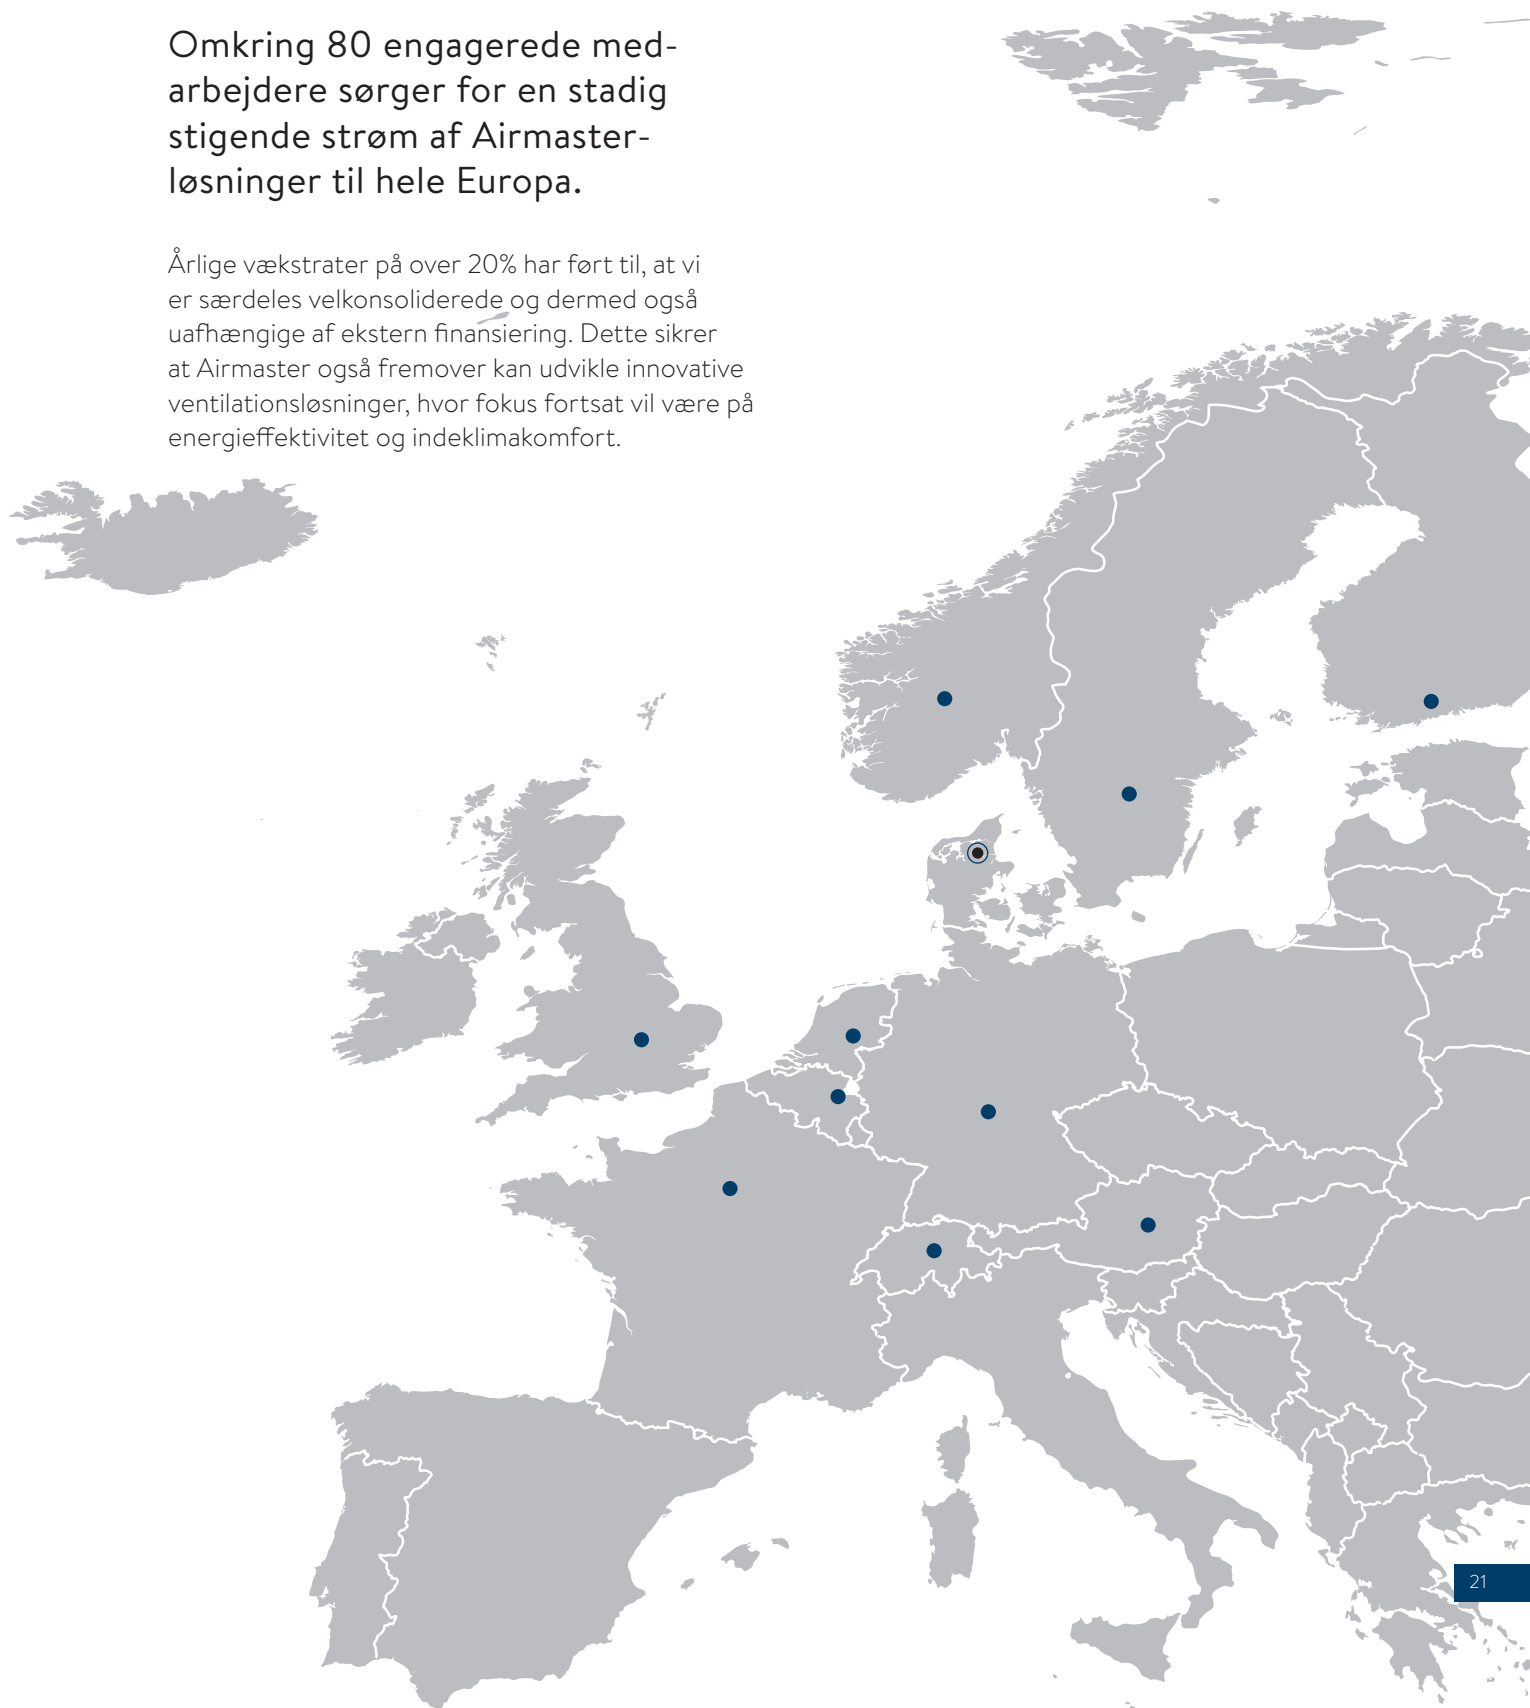 Omkring 80 engagerede med-
arbejdere sørger for en stadig
stigende strøm af Airmaster-
løsninger til hele Europa.
Årlige vækstrater på over 20% har ført til, at vi
er særdeles velkonsoliderede og dermed også
uafhængige af ekstern finansiering. Dette sikrer
at Airmaster også fremover kan udvikle innovative
ventilationsløsninger, hvor fokus fortsat vil være på
energieffektivitet og indeklimakomfort.
21